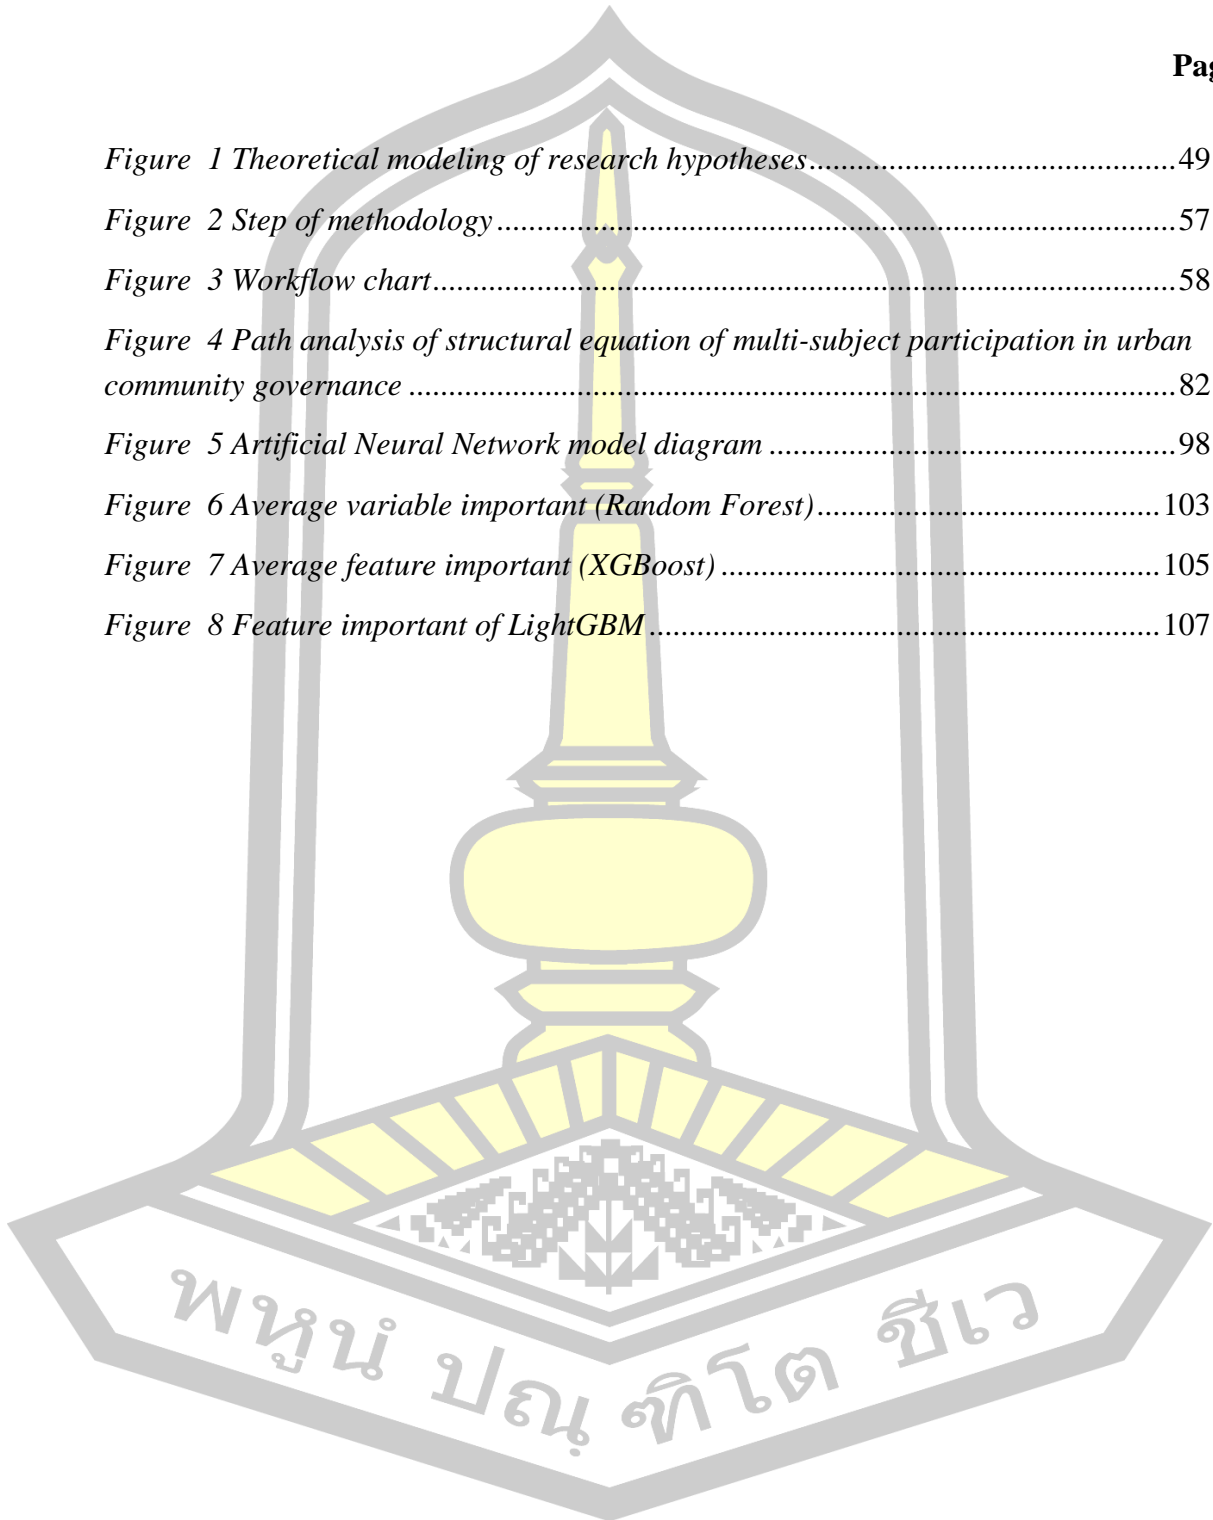 Pag
Figure 1 Theoretical modeling of research hypotheses....................................................49
Figure 2 Step of methodology....................................................57
Figure 3 Workflow chart....................................................58
Figure 4 Path analysis of structural equation of multi-subject participation in urban
community governance....................................................82
Figure 5 Artificial Neural Network model diagram....................................................98
Figure 6 Average variable important (Random Forest)....................................................103
Figure 7 Average feature important (XGBoost)....................................................105
Figure 8 Feature important of LightGBM....................................................107
พหูนํ ปณฺฑิโต ชีเว